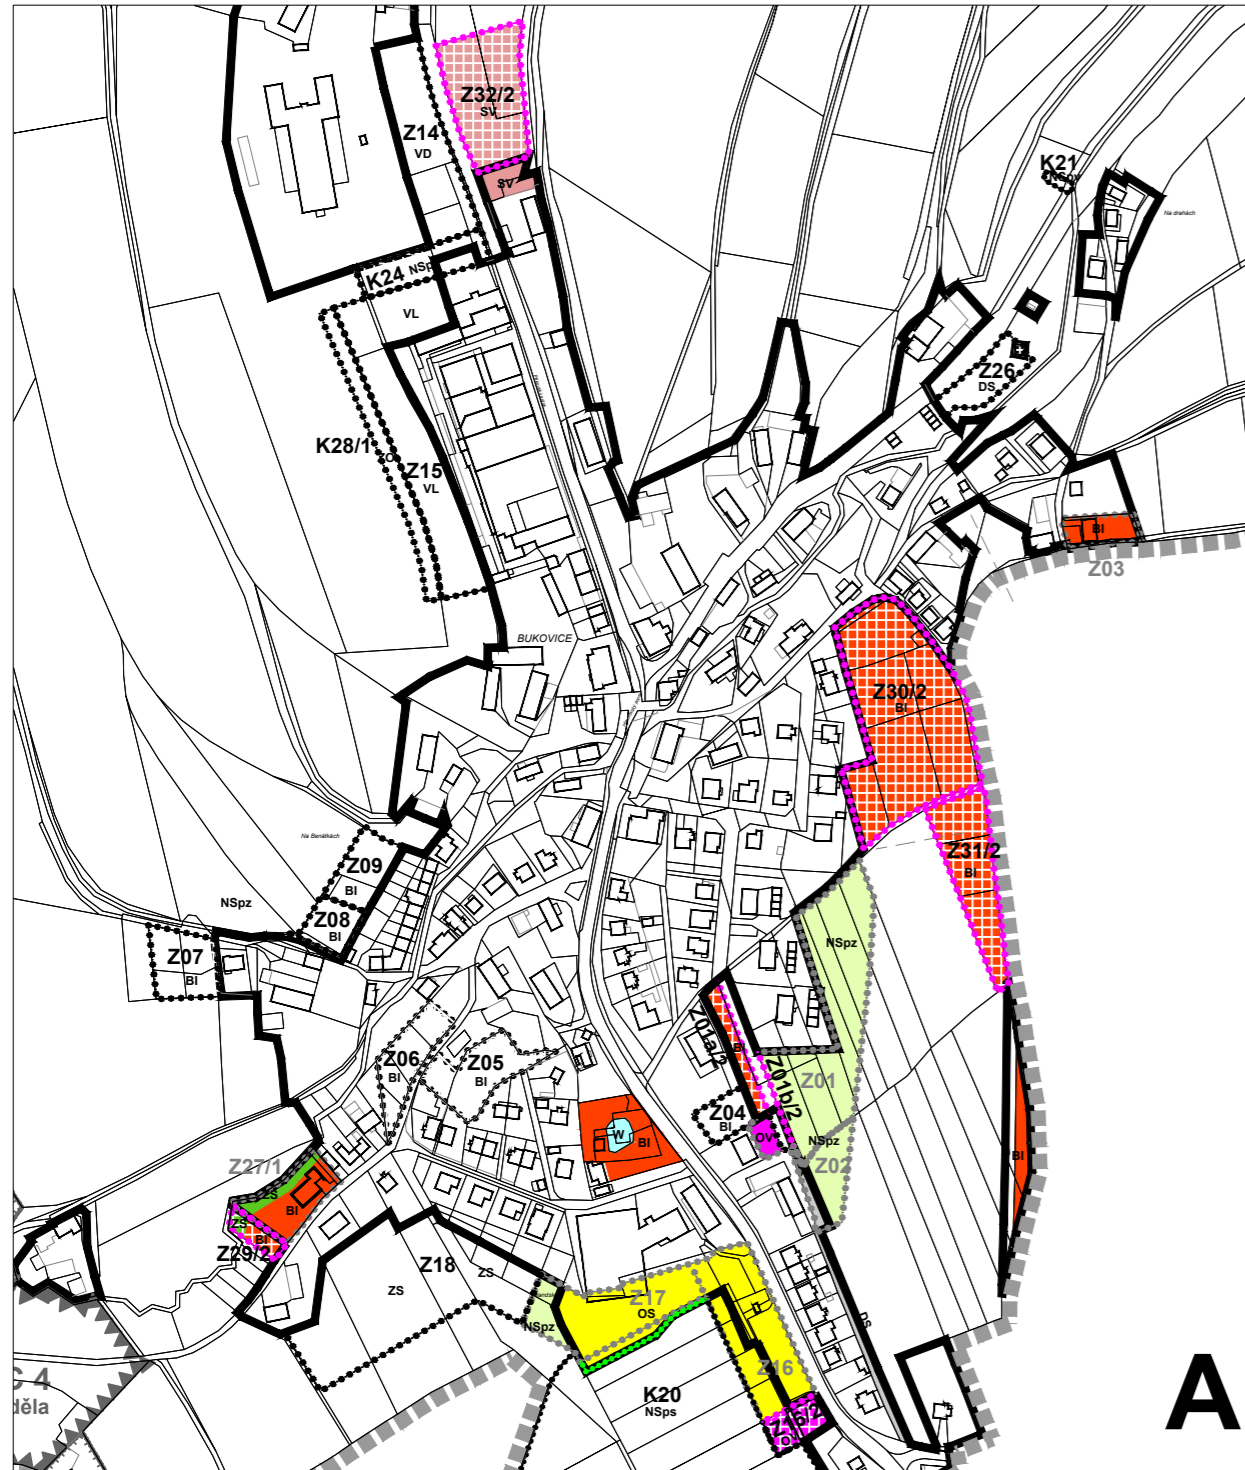 Z32/2
SV
Z14
VD
SV
K21
Na drahách
K24 NSp
VL
Z26
DS
K28/1
Z15
VL
BI
Z03
BUKOVICE
Z30/2
BI
Z31/2
BI
Na Benátkách
Z09
BI
NSpz
Z08
BI
Z07
BI
NSpz
Z01a/2
BI
Z06
BI
Z05
BI
Z01b/2
Z01
Z04
BI
W
BI
OV
NSpz
Z02
BI
Z27/1
ZS
BI
ZS
BI
Z29/2
Z18
ZS
ZS
Z17
OS
NSpz
DS
Z16
K20
NSps
C 4
děla
A